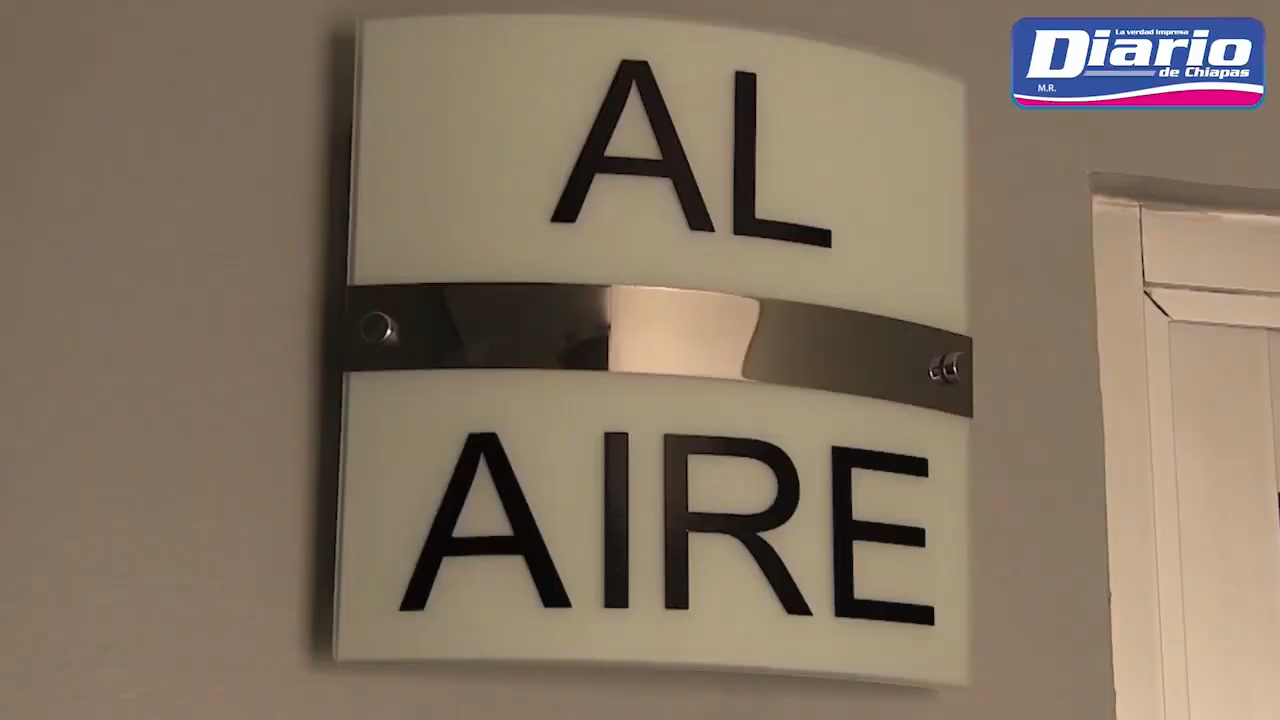 La verdad impresa
Diario
de Chiapas
M.R.
AL
AIRE